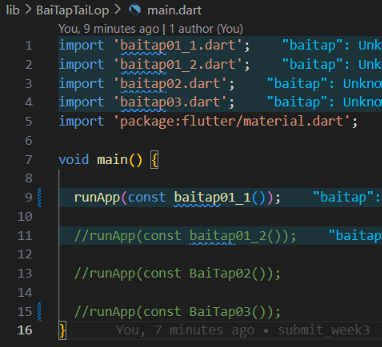 lib > BaiTapTaiLop > main.dart
You, 9 minutes ago | 1 author (You)
1 import 'baitap01_1.dart'; "baitap": Unk
2 import 'baitap01_2.dart'; "baitap": Unk
3 import 'baitap02.dart'; "baitap": Unkno
4 import 'baitap03.dart'; "baitap": Unkno
5 import 'package:flutter/material.dart';
6
7 void main() {
8
9 runApp(const baitap01_1()); "baitap":
10
11 //runApp(const baitap01_2()); "baitap
12
13 //runApp(const BaiTap02());
14
15 //runApp(const BaiTap03());
16 } You, 7 minutes ago • submit_week3